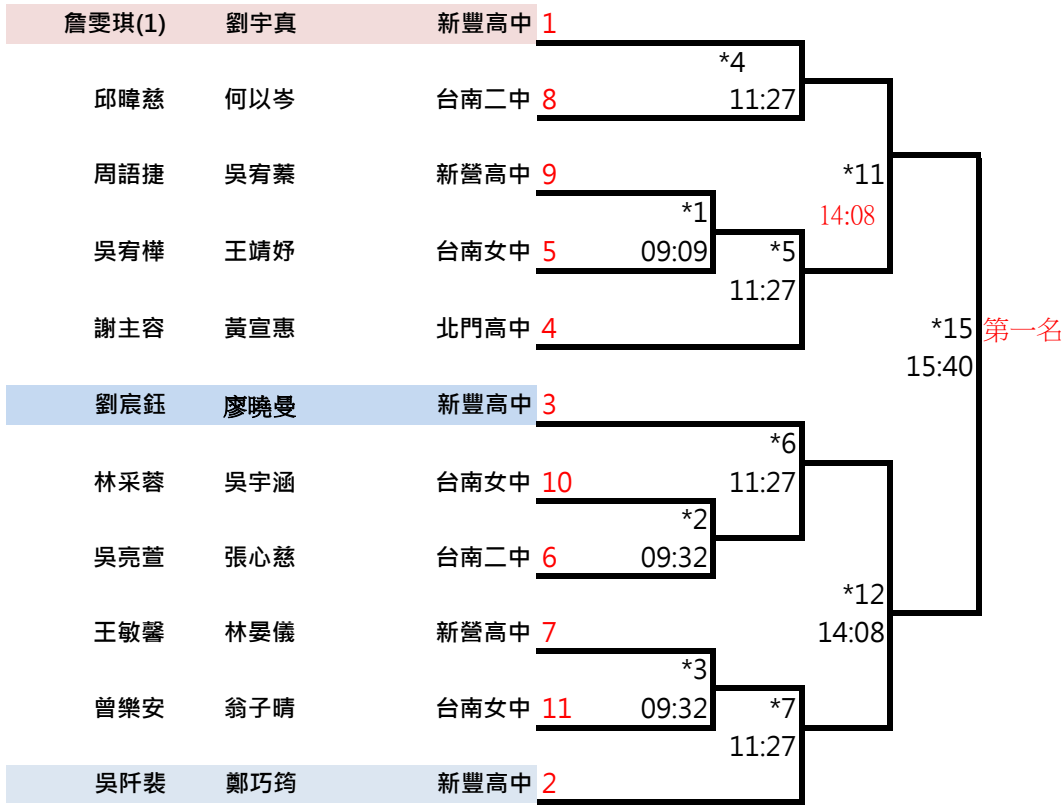 詹雯琪(1) 劉宇真 新豐高中 1
*4
邱暐慈 何以岑 台南二中 8 11:27
周語捷 吳宥蓁 新營高中 9 *11
*1 14:08
吳宥樺 王靖妤 台南女中 5 09:09 *5
11:27
謝主容 黃宣惠 北門高中 4 *15 第一名
15:40
劉宸鈺 廖曉曼 新豐高中 3
*6
林采蓉 吳宇涵 台南女中 10 11:27
*2
吳亮萱 張心慈 台南二中 6 09:32
*12
王敏馨 林晏儀 新營高中 7 14:08
*3
曾樂安 翁子晴 台南女中 11 09:32 *7
11:27
吳阡裴 鄭巧筠 新豐高中 2